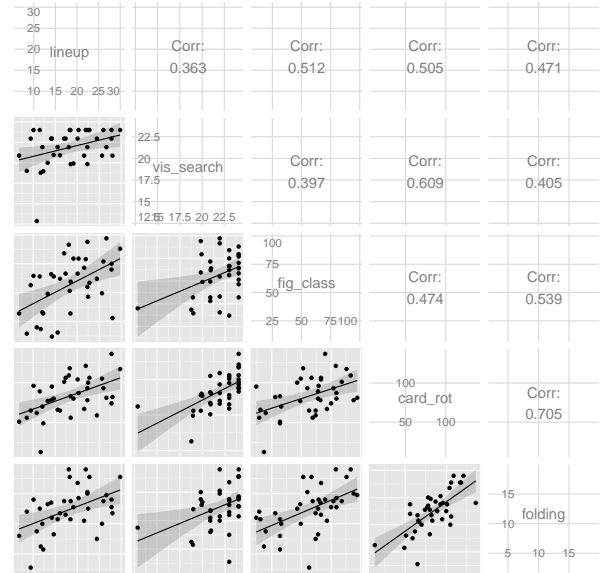 30
25
20
15
lineup
10 15 20 25 30
Corr:
0.363
Corr:
0.512
Corr:
0.505
Corr:
0.471
22.5
20
17.5
15
vis_search
12.5
15 17.5 20 22.5
Corr:
0.397
Corr:
0.609
Corr:
0.405
100
75
50
fig_class
25 50 75 100
Corr:
0.474
Corr:
0.539
100
card_rot
50 100
Corr:
0.705
15
10
folding
5 10 15